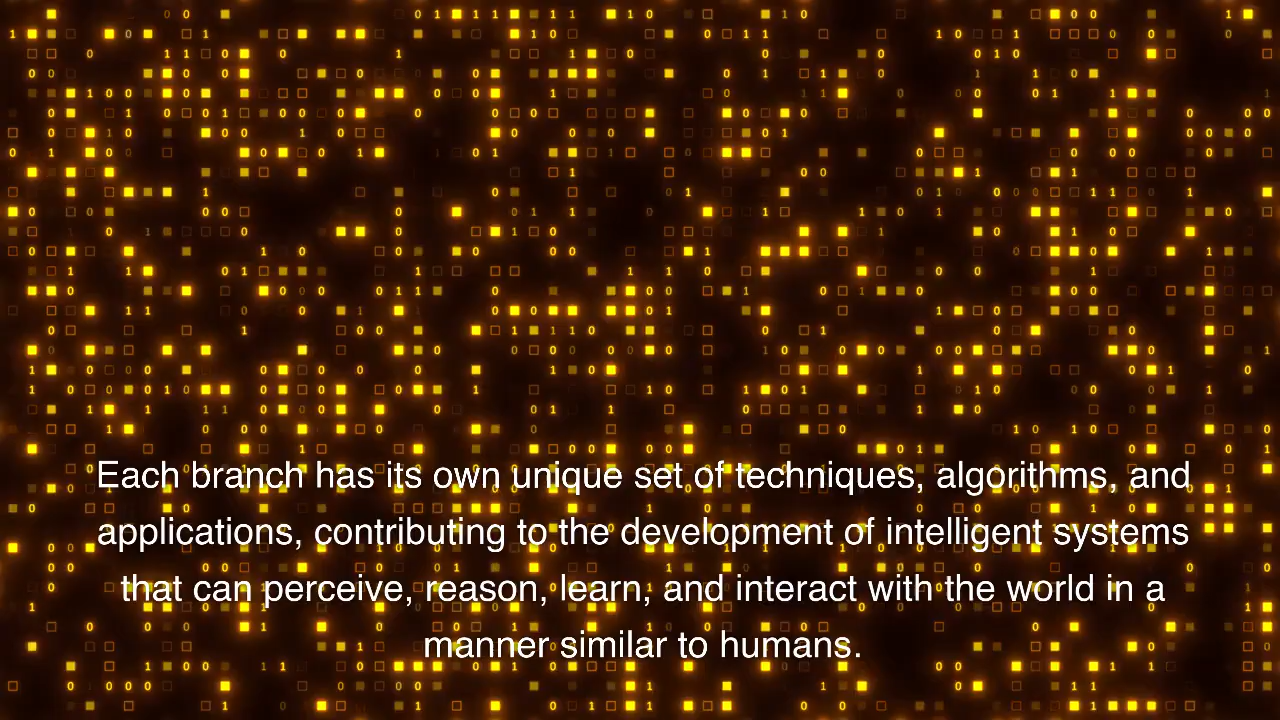 Each branch has its own unique set of techniques, algorithms, and
applications, contributing to the development of intelligent systems
that can perceive, reason, learn, and interact with the world in a
manner similar to humans.